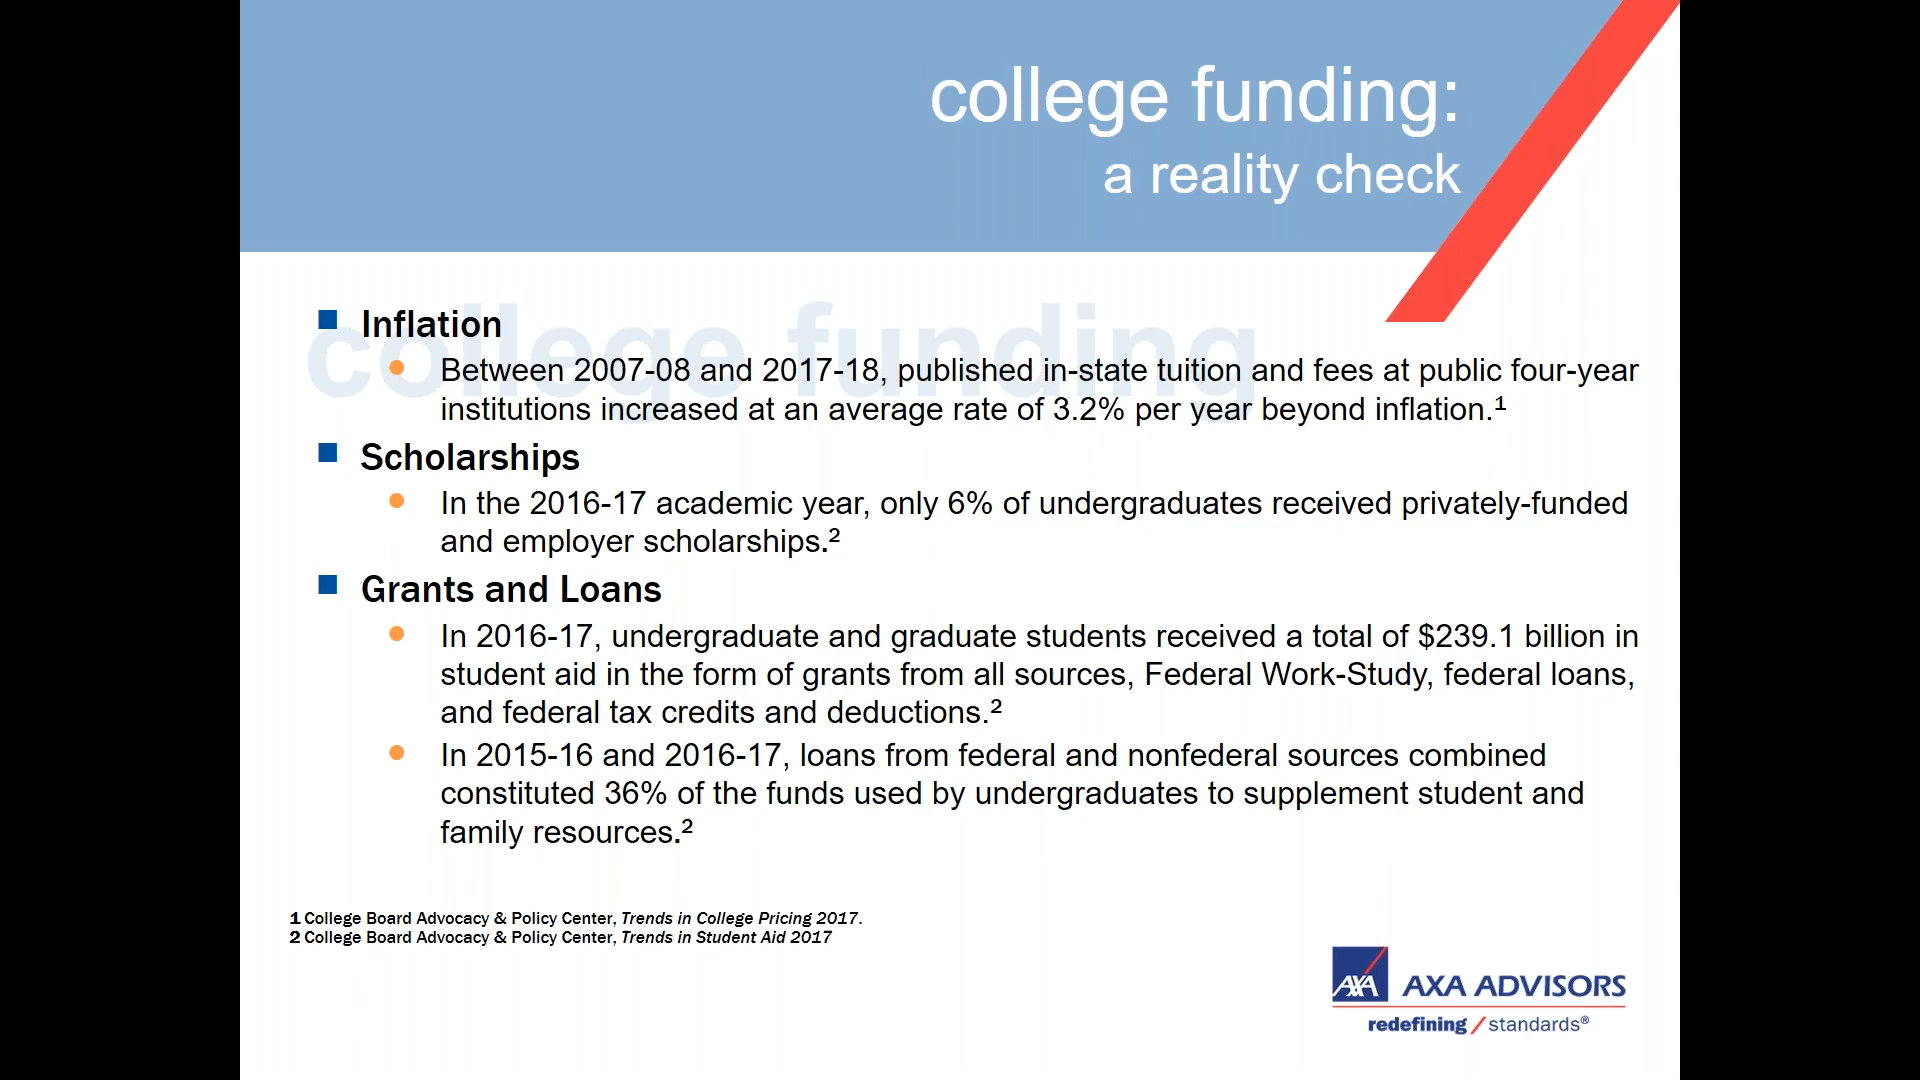 college funding:
a reality check
college funding
Inflation
Between 2007-08 and 2017-18, published in-state tuition and fees at public four-year
institutions increased at an average rate of 3.2% per year beyond inflation.¹
Scholarships
In the 2016-17 academic year, only 6% of undergraduates received privately-funded
and employer scholarships.²
Grants and Loans
In 2016-17, undergraduate and graduate students received a total of $239.1 billion in
student aid in the form of grants from all sources, Federal Work-Study, federal loans,
and federal tax credits and deductions.²
In 2015-16 and 2016-17, loans from federal and nonfederal sources combined
constituted 36% of the funds used by undergraduates to supplement student and
family resources.²
1 College Board Advocacy & Policy Center, Trends in College Pricing 2017.
2 College Board Advocacy & Policy Center, Trends in Student Aid 2017
AXA AXA ADVISORS
redefining / standards®